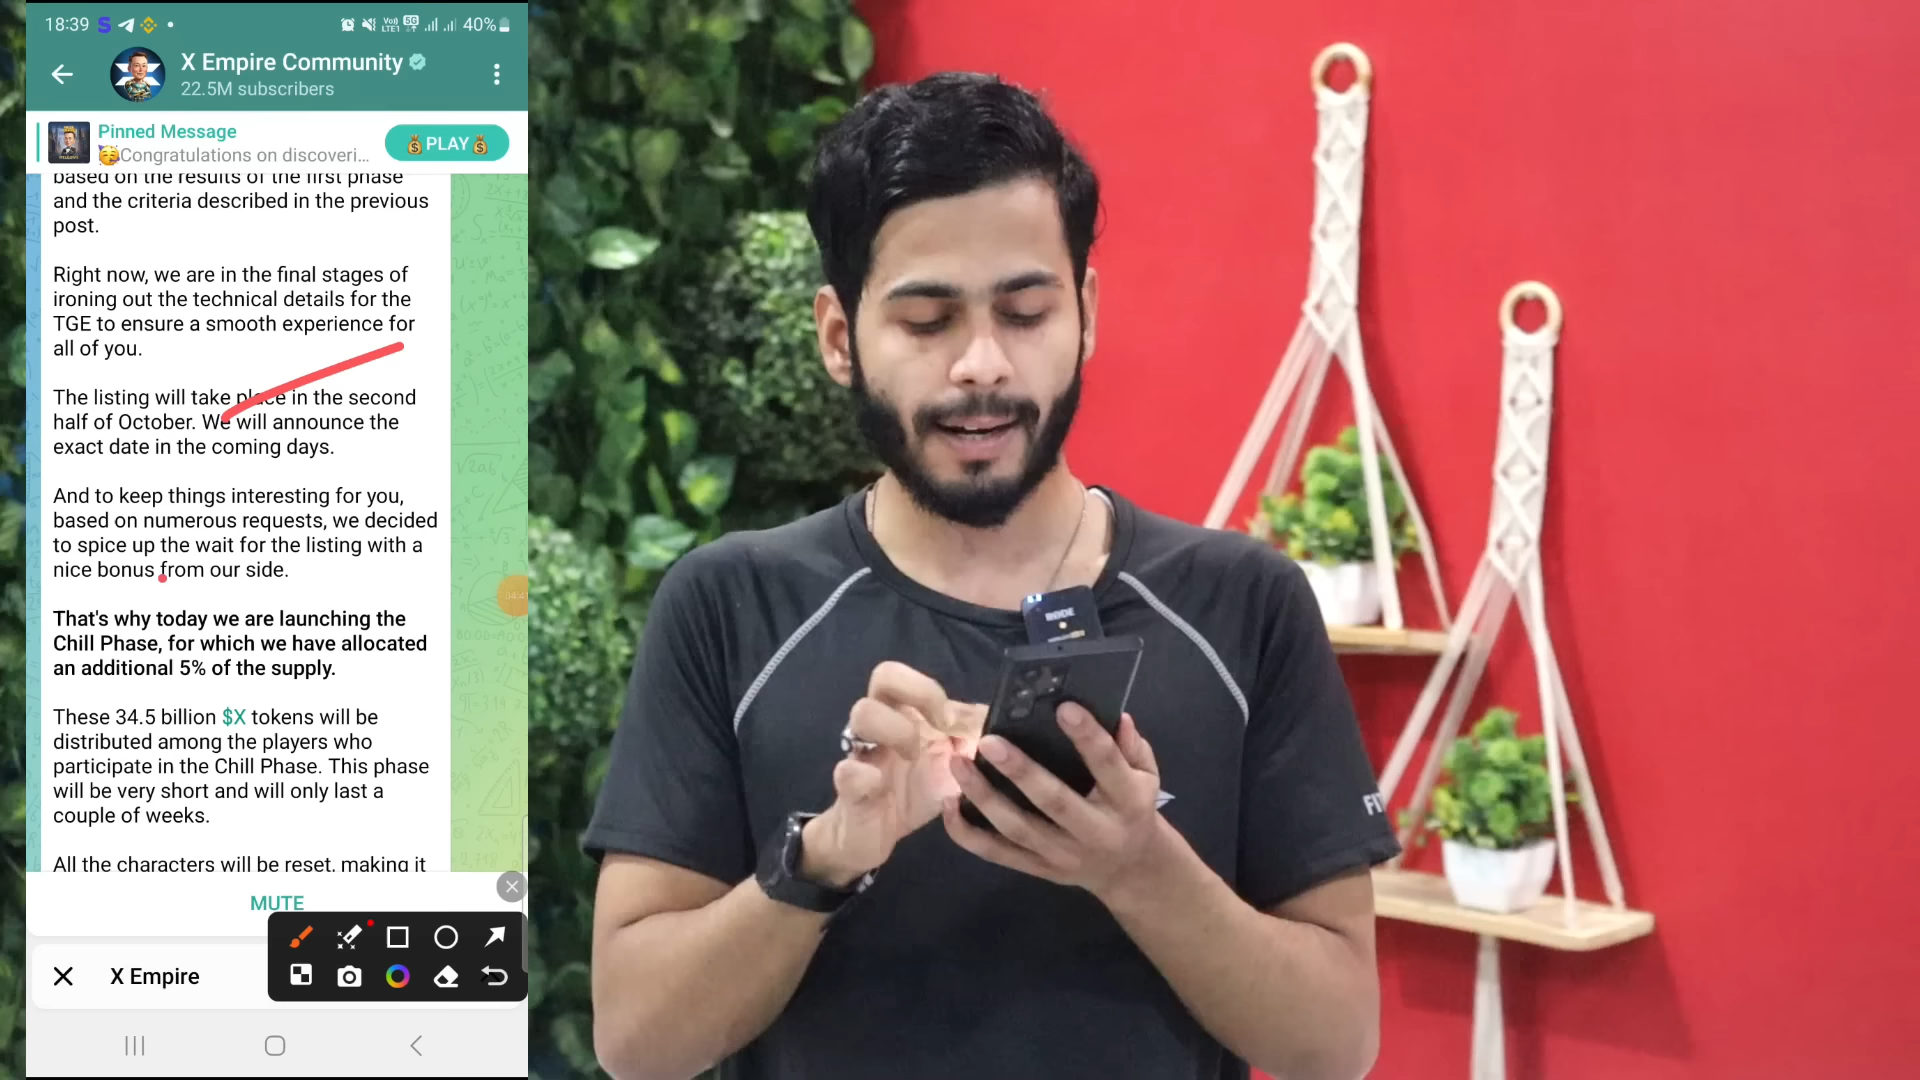 18:39
Vo)) LTE1 5G 40%
X Empire Community
22.5M subscribers
Pinned Message
🥳Congratulations on discoveri...
💰PLAY💰
based on the results of the first phase
and the criteria described in the previous
post.
Right now, we are in the final stages of
ironing out the technical details for the
TGE to ensure a smooth experience for
all of you.
The listing will take place in the second
half of October. We will announce the
exact date in the coming days.
And to keep things interesting for you,
based on numerous requests, we decided
to spice up the wait for the listing with a
nice bonus from our side.
That's why today we are launching the
Chill Phase, for which we have allocated
an additional 5% of the supply.
These 34.5 billion $X tokens will be
distributed among the players who
participate in the Chill Phase. This phase
will be very short and will only last a
couple of weeks.
All the characters will be reset, making it
MUTE
X Empire
RODE